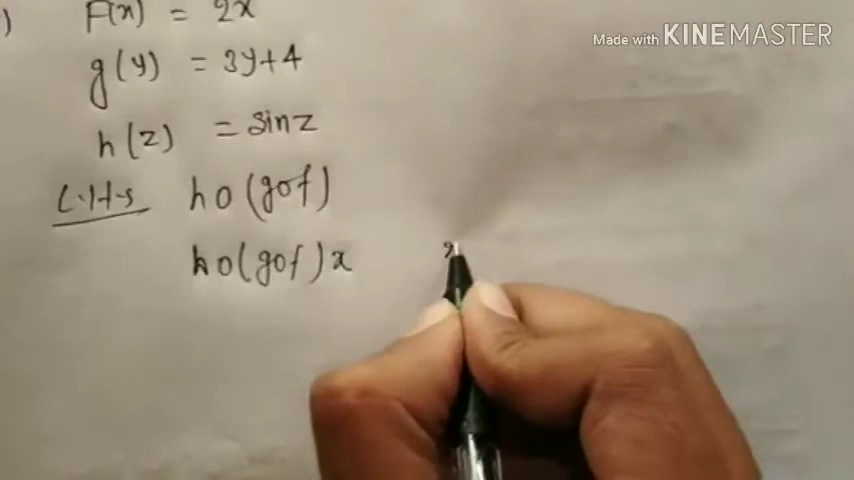 ) F(x) = 2x
Made with KINEMASTER
g(y) = 3y+4
h(z) = sinz
L.H.S ho(gof)
ho(gof)x